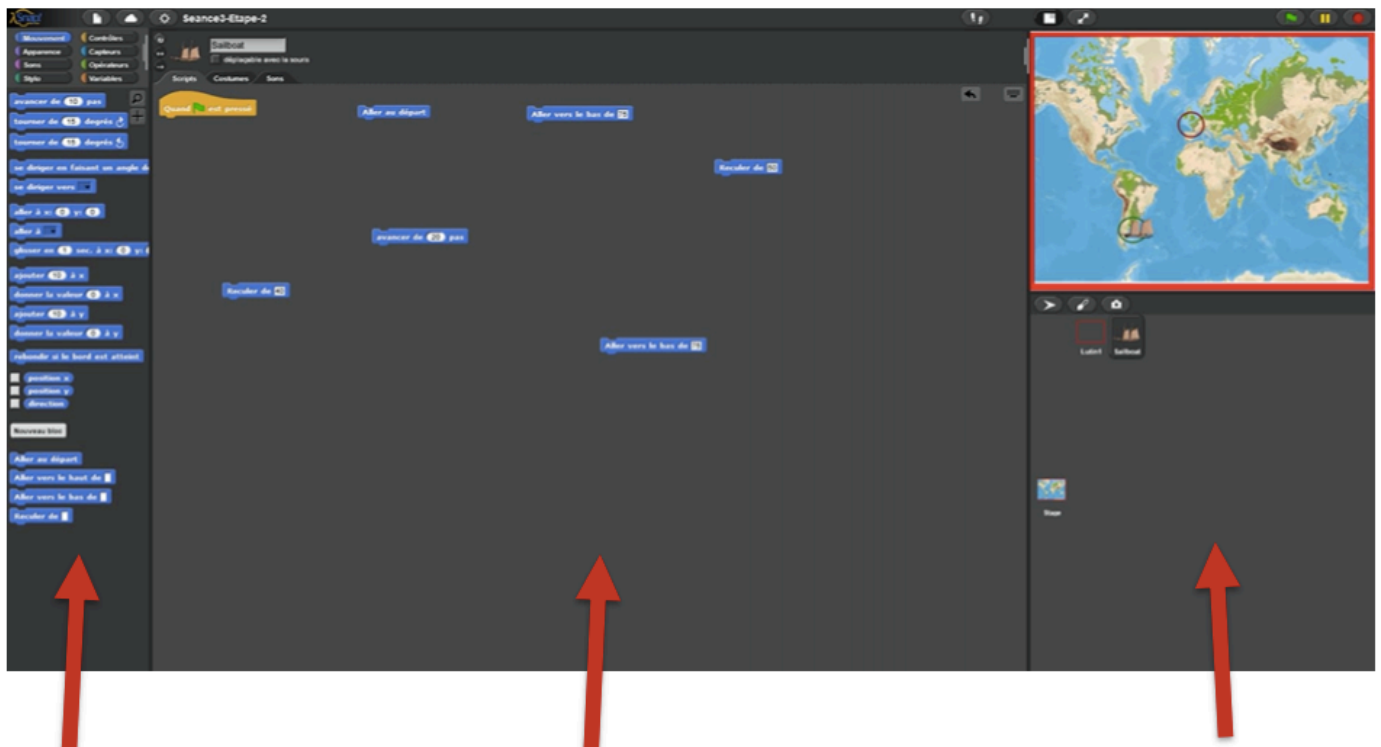 Snap!
Seance3-Etape-2
Mouvement
Contrôles
Apparence
Capteurs
Sons
Opérateurs
Stylo
Variables
avancer de 10 pas
tourner de 15 degrés
tourner de 15 degrés
se diriger en faisant un angle de
se diriger vers
aller à x: 0 y: 0
aller à
glisser en 1 sec. à x: 0 y:
ajouter 10 à x
donner la valeur 0 à x
ajouter 10 à y
donner la valeur 0 à y
rebondir si le bord est atteint
position x
position y
direction
Nouveau bloc
Aller au départ
Aller vers le haut de
Aller vers le bas de
Reculer de
Sailboat
déplaçable avec la souris
Scripts
Costumes
Sons
Quand est pressé
Aller au départ
Aller vers le bas de
Reculer de
avancer de 20 pas
Reculer de 40
Aller vers le bas de
Lutin1
Sailboat
Stage